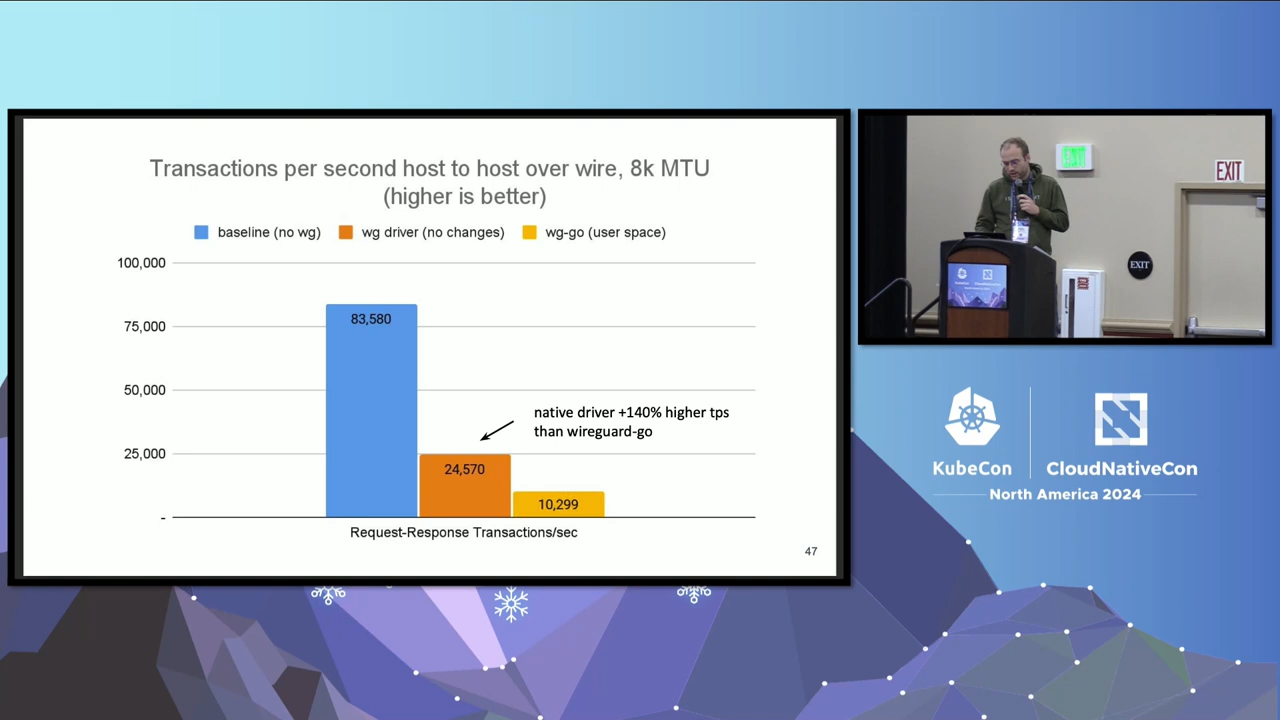 Transactions per second host to host over wire, 8k MTU
(higher is better)
baseline (no wg)
wg driver (no changes)
wg-go (user space)
100,000
75,000
50,000
25,000
-
83,580
24,570
10,299
native driver +140% higher tps
than wireguard-go
Request-Response Transactions/sec
47
EXIT
EXIT
EXIT
KubeCon
CloudNativeCon
KubeCon
CloudNativeCon
North America 2024